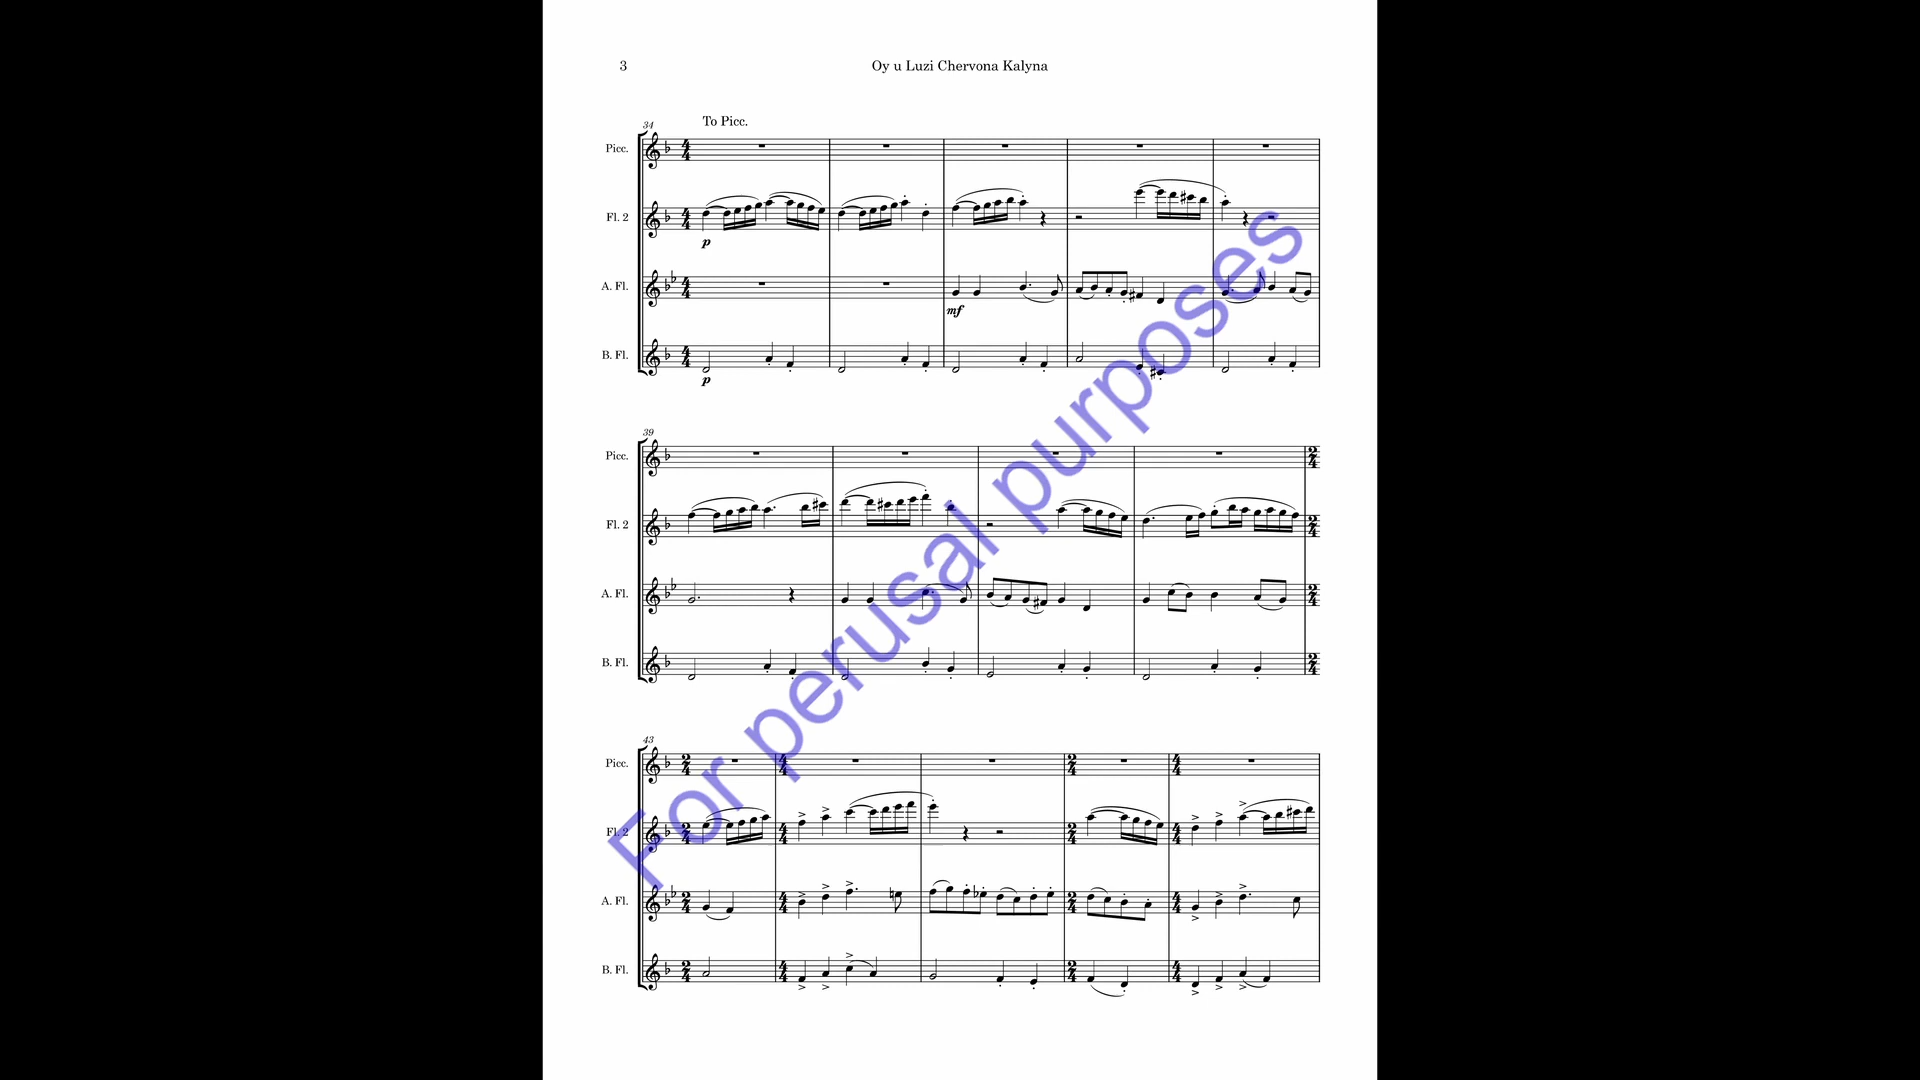 3
Oy u Luzi Chervona Kalyna
To Picc.
34
Picc.
Fl. 2
p
A. Fl.
mf
B. Fl.
p
39
Picc.
Fl. 2
A. Fl.
B. Fl.
43
Picc.
Fl. 2
A. Fl.
B. Fl.
For perusal purposes